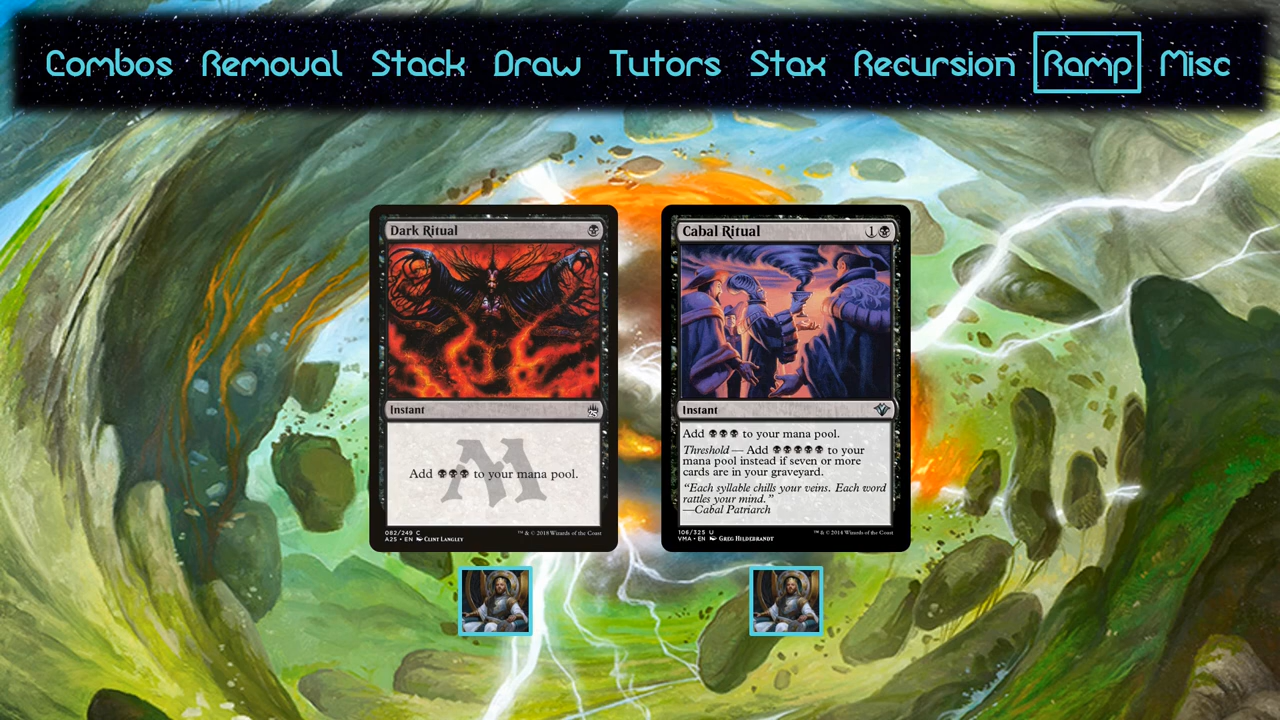 Combos Removal Stack Draw Tutors Stax Recursion Ramp Misc
Dark Ritual
Instant
Add to your mana pool.
082/249 C
A25 • EN Clint Langley
™ & © 2018 Wizards of the Coast
Cabal Ritual 1
Instant
Add to your mana pool.
Threshold — Add to your
mana pool instead if seven or more
cards are in your graveyard.
“Each syllable chills your veins. Each word
rattles your mind.”
—Cabal Patriarch
106/325 U
VMA • EN Greg Hildebrandt
™ & © 2014 Wizards of the Coast